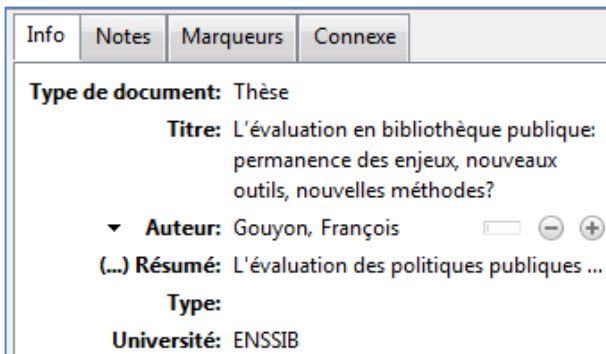 Info Notes Marqueurs Connexe
Type de document: Thèse
Titre: L'évaluation en bibliothèque publique:
permanence des enjeux, nouveaux
outils, nouvelles méthodes?
Auteur: Gouyon, François
(...) Résumé: L'évaluation des politiques publiques ...
Type:
Université: ENSSIB